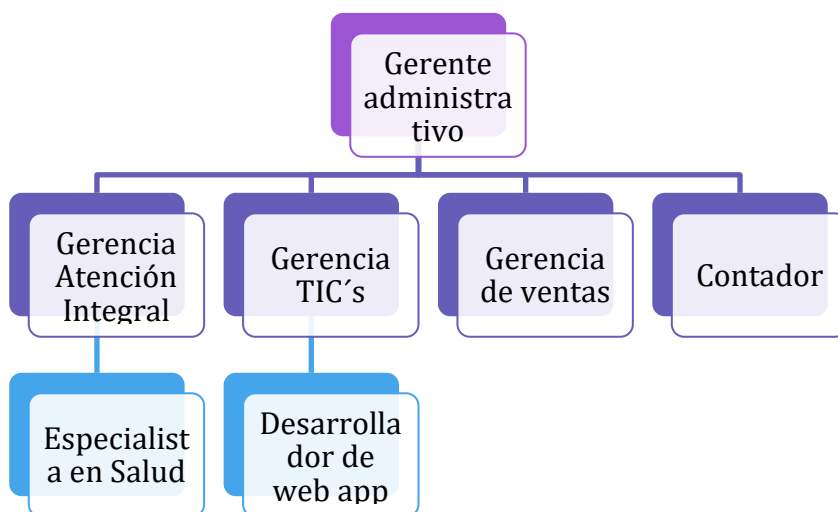 Gerente
administra
tivo
Gerencia
Atención
Integral
Gerencia
TIC´s
Gerencia
de ventas
Contador
Especialist
a en Salud
Desarrolla
dor de
web app